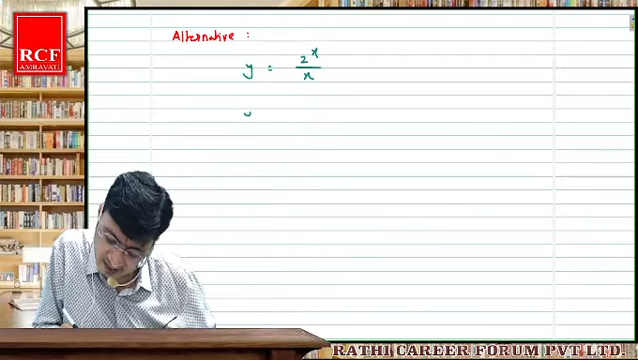 RCF
AMRAVATI
Alternative :
y = 2^x / x
RATHI CAREER FORUM PVT LTD.